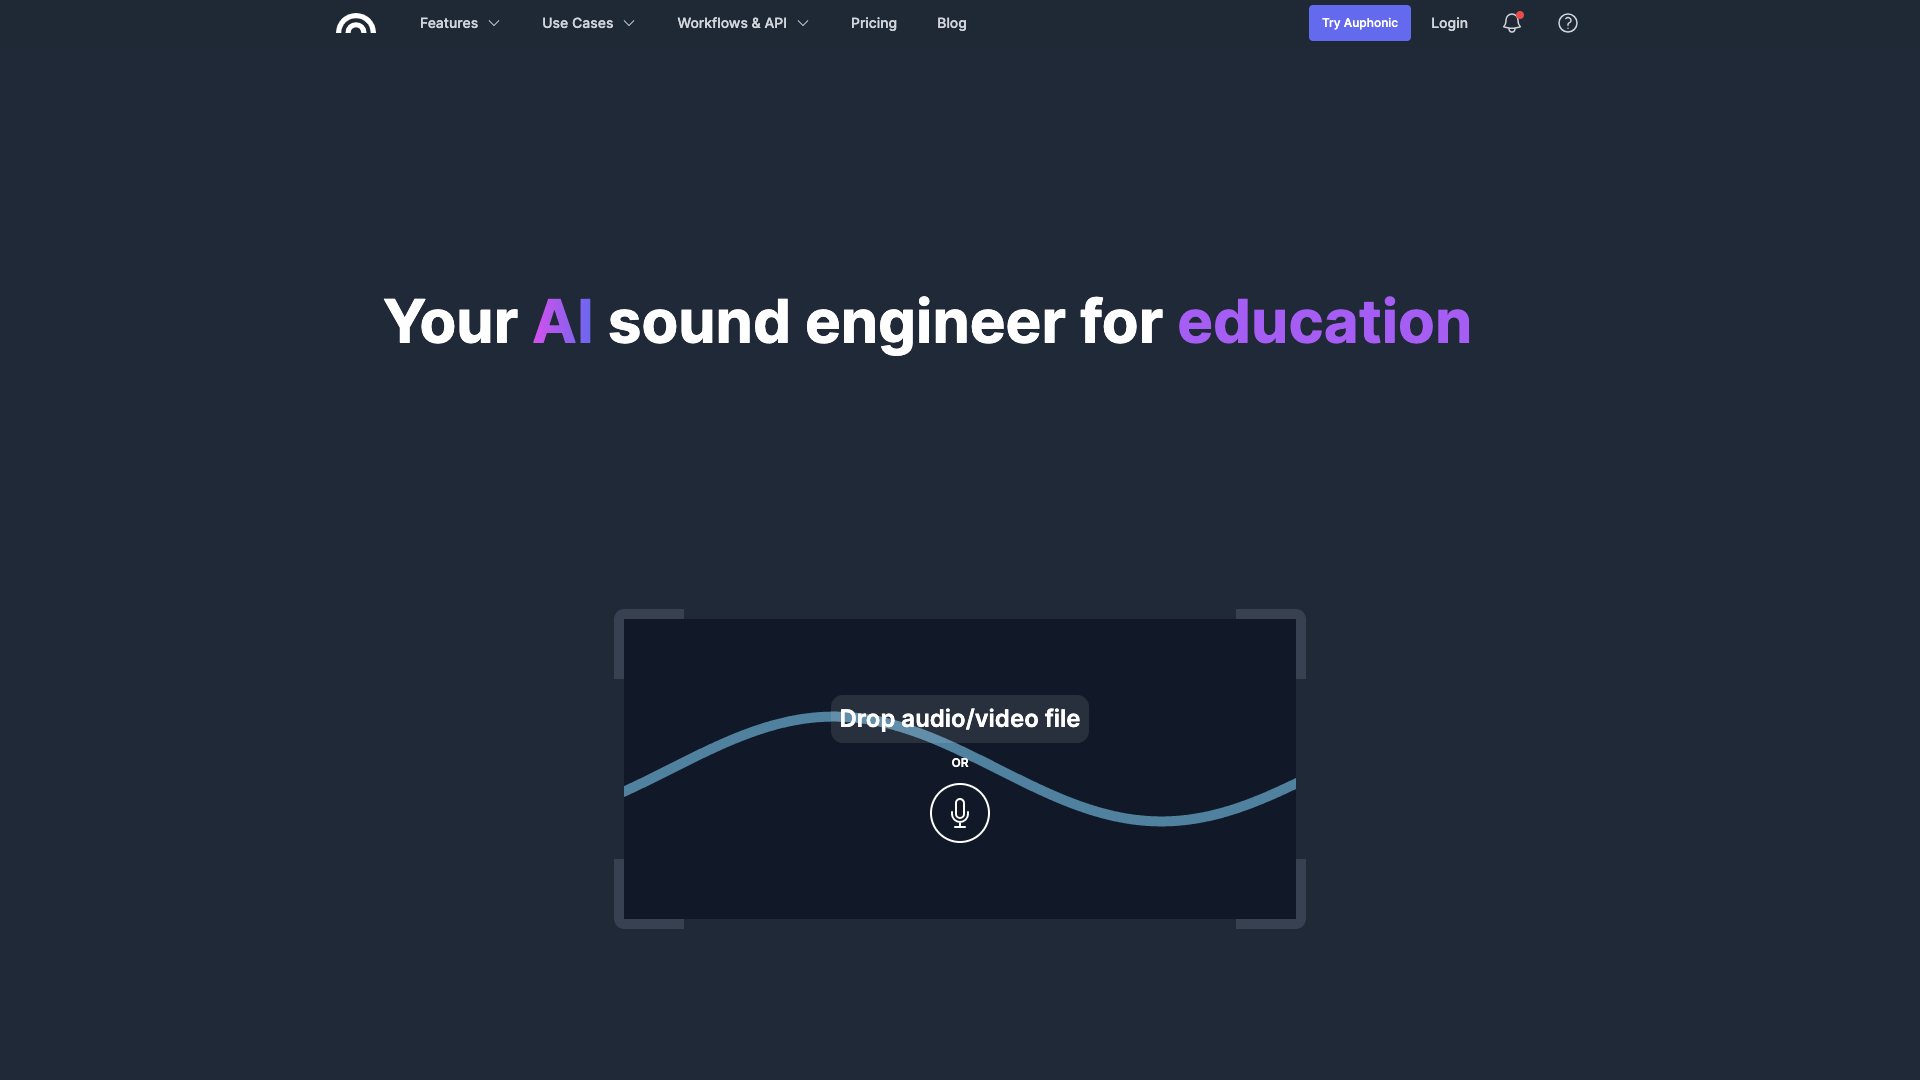 Features
Use Cases
Workflows & API
Pricing
Blog
Try Auphonic
Login
Your AI sound engineer for education
Drop audio/video file
OR